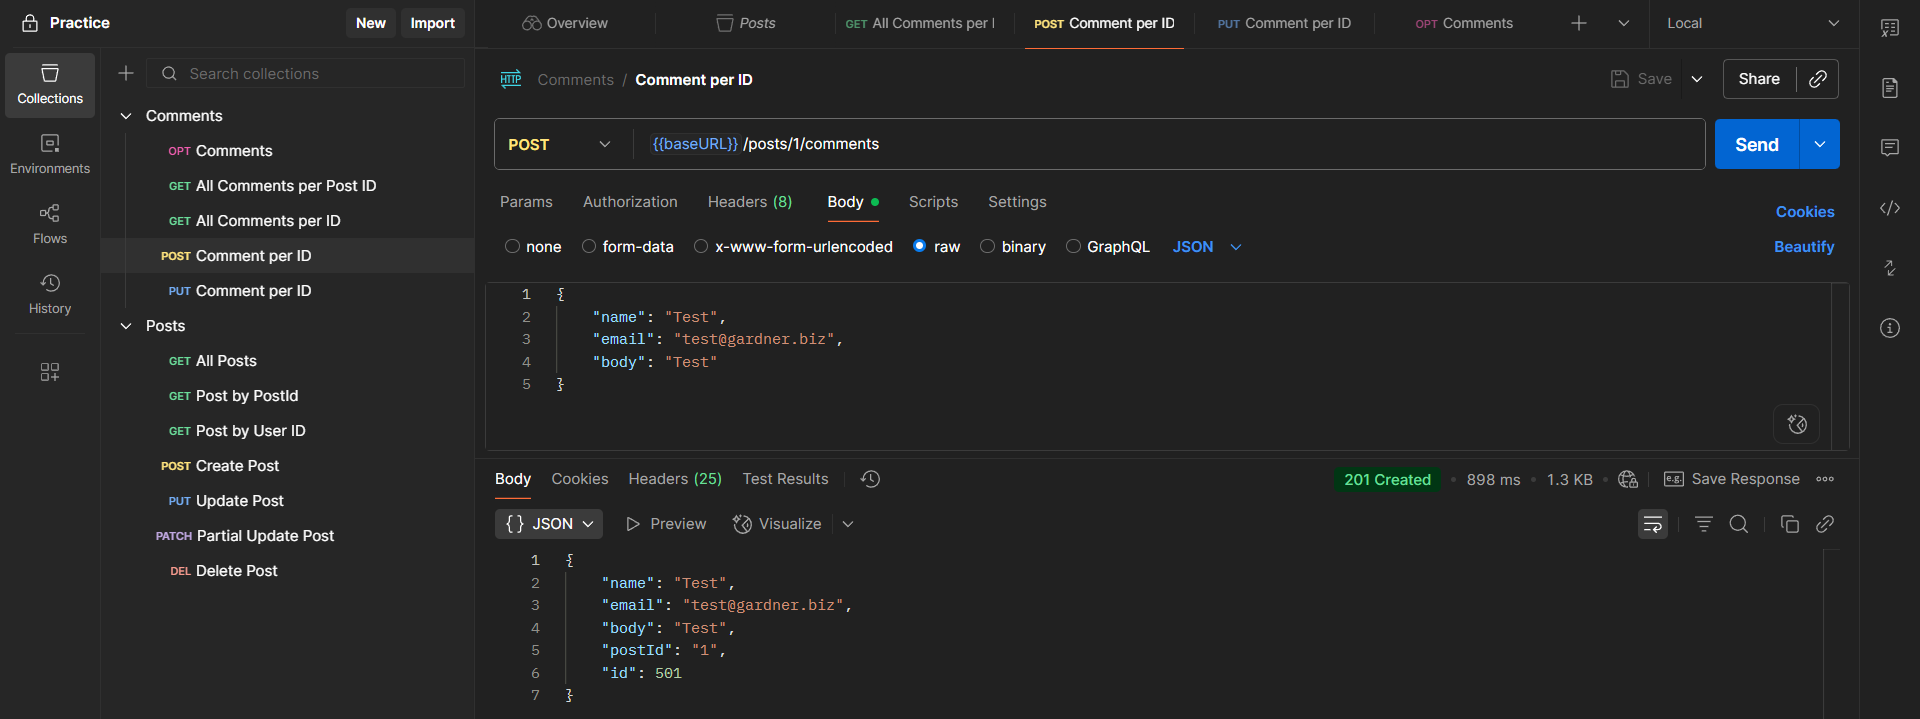 Practice
New
Import
Overview
Posts
GET All Comments per I
POST Comment per ID
PUT Comment per ID
OPT Comments
Local
Collections
Environments
Flows
History
Search collections
Comments
OPT Comments
GET All Comments per Post ID
GET All Comments per ID
POST Comment per ID
PUT Comment per ID
Posts
GET All Posts
GET Post by PostId
GET Post by User ID
POST Create Post
PUT Update Post
PATCH Partial Update Post
DEL Delete Post
HTTP
Comments / Comment per ID
Save
Share
POST
{{baseURL}} /posts/1/comments
Send
Params
Authorization
Headers (8)
Body
Scripts
Settings
Cookies
none
form-data
x-www-form-urlencoded
raw
binary
GraphQL
JSON
Beautify
1 {
2 "name": "Test",
3 "email": "test@gardner.biz",
4 "body": "Test"
5 }
Body
Cookies
Headers (25)
Test Results
201 Created
898 ms
1.3 KB
e.g. Save Response
{} JSON
Preview
Visualize
1 {
2 "name": "Test",
3 "email": "test@gardner.biz",
4 "body": "Test",
5 "postId": "1",
6 "id": 501
7 }